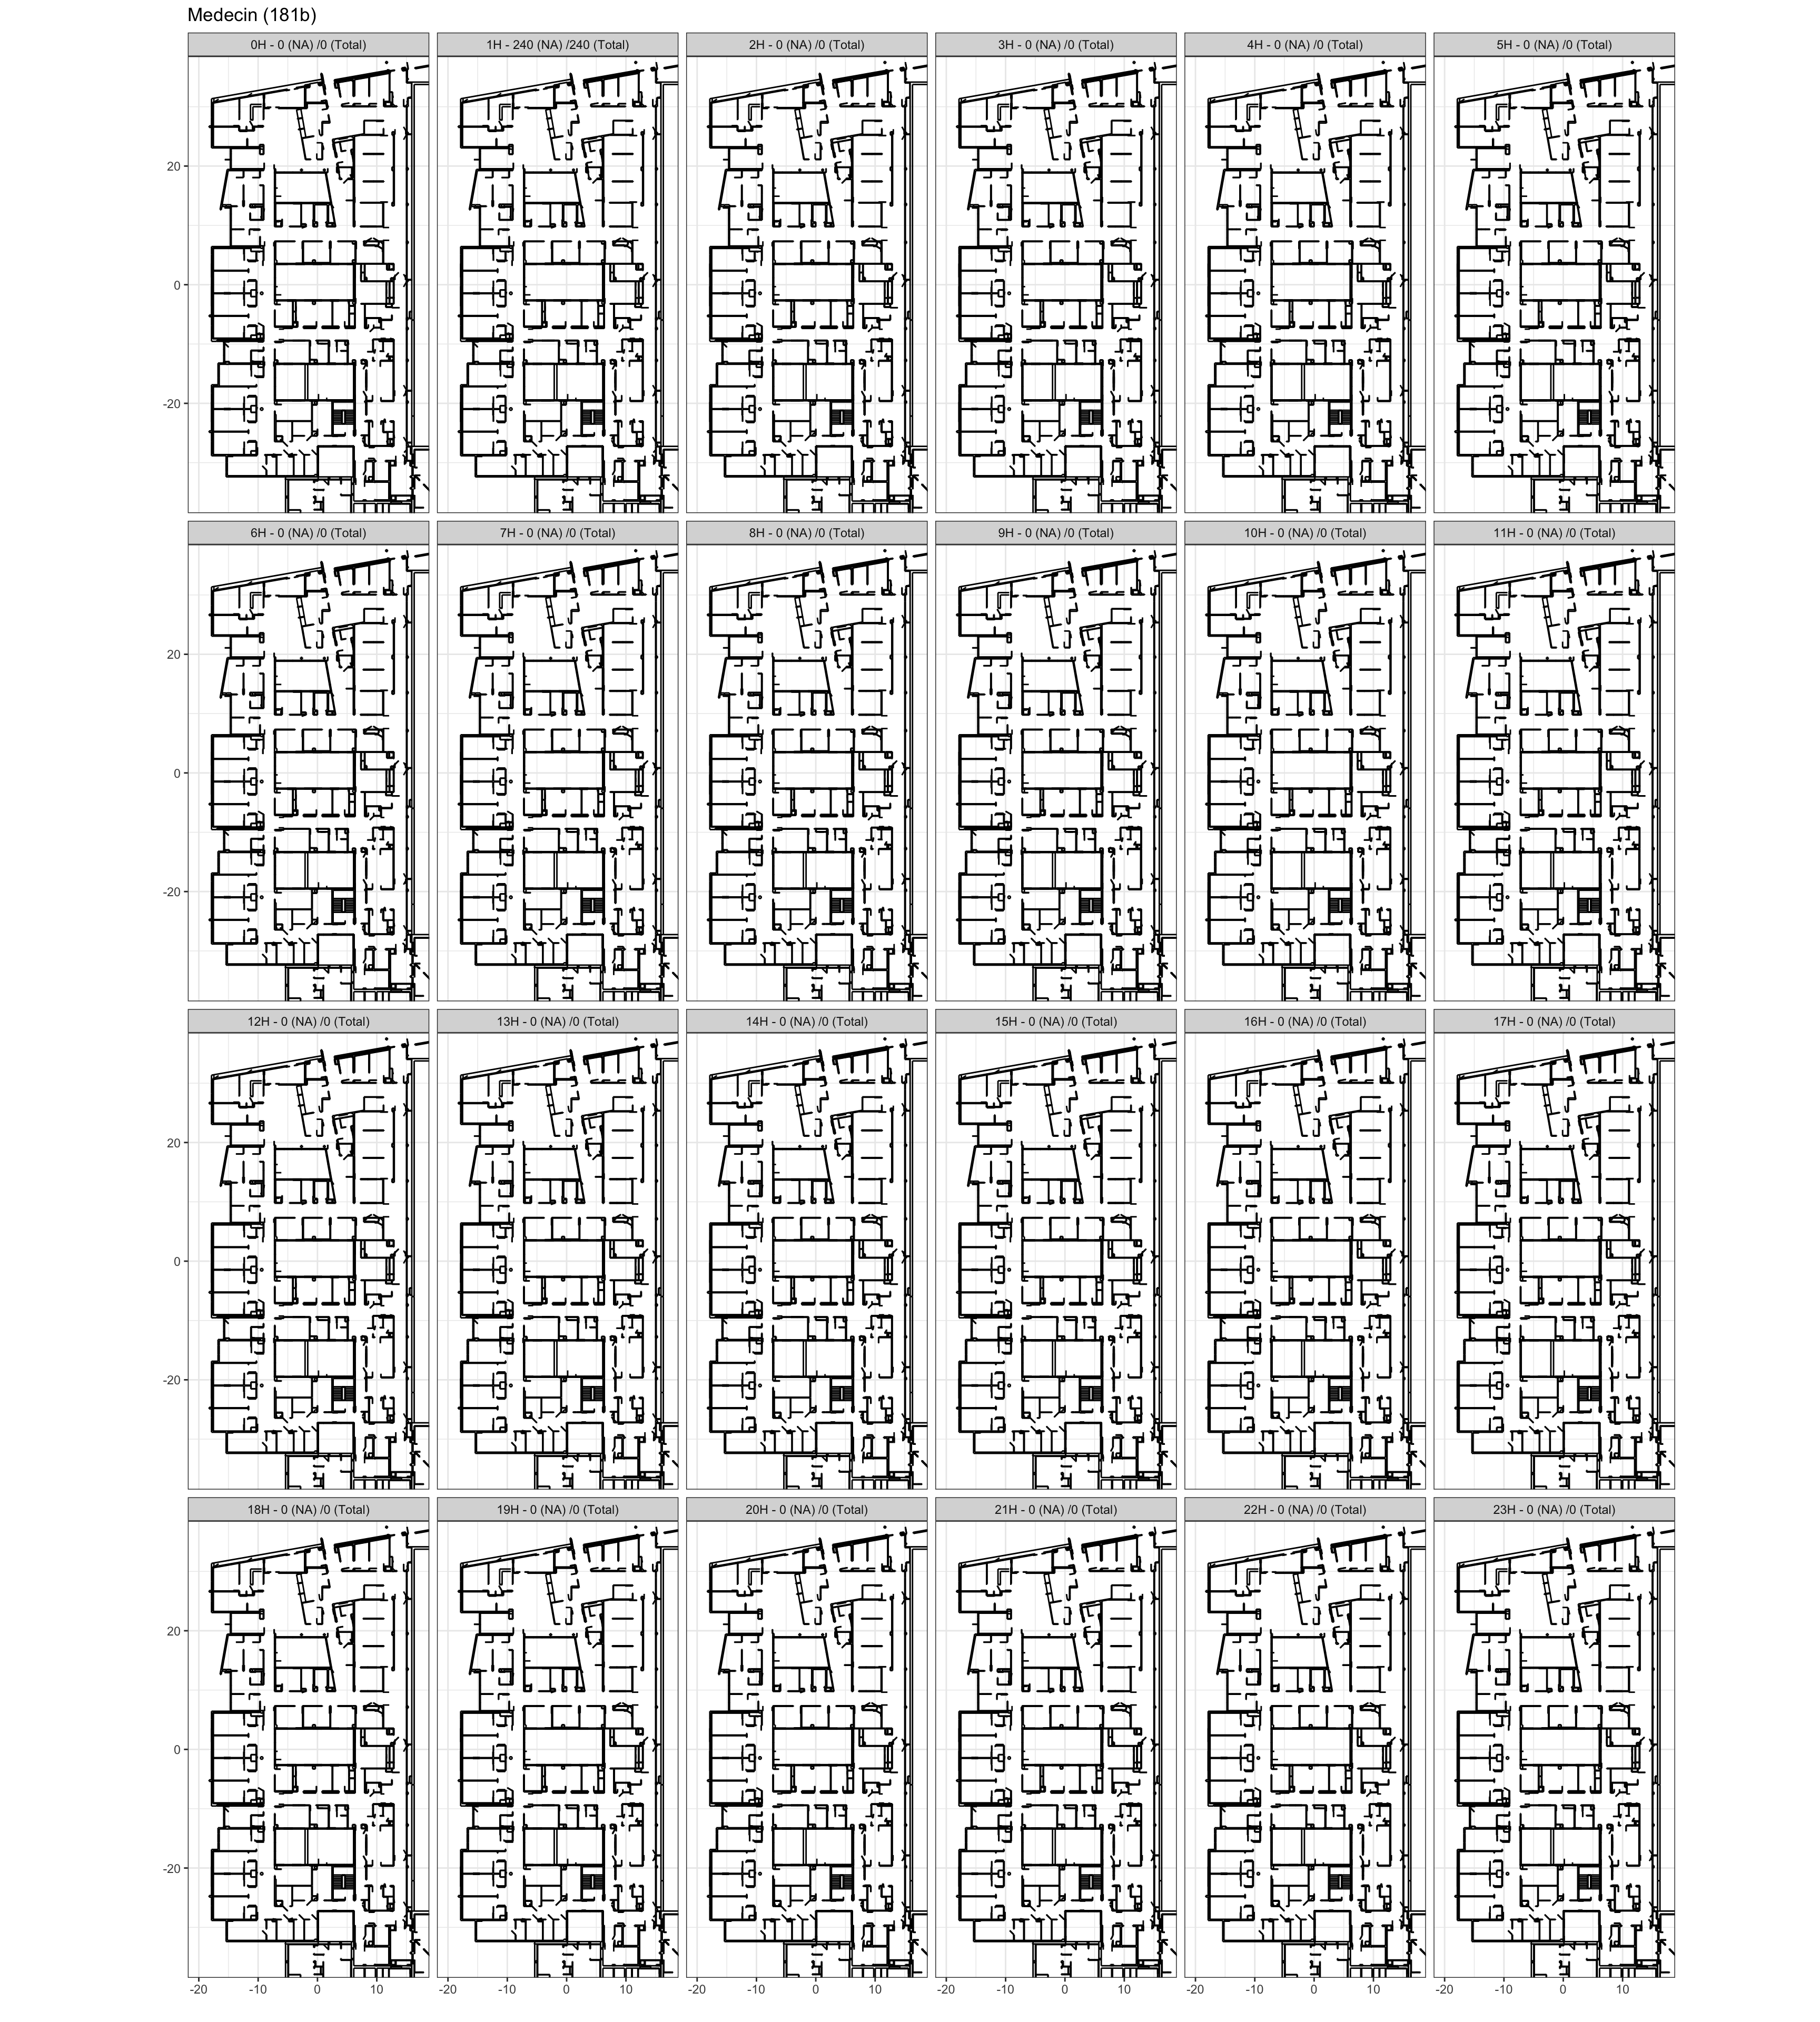 Medecin (181b)
0H - 0 (NA) /0 (Total) 1H - 240 (NA) /240 (Total) 2H - 0 (NA) /0 (Total) 3H - 0 (NA) /0 (Total) 4H - 0 (NA) /0 (Total) 5H - 0 (NA) /0 (Total)
20
0
-20
6H - 0 (NA) /0 (Total) 7H - 0 (NA) /0 (Total) 8H - 0 (NA) /0 (Total) 9H - 0 (NA) /0 (Total) 10H - 0 (NA) /0 (Total) 11H - 0 (NA) /0 (Total)
20
0
-20
12H - 0 (NA) /0 (Total) 13H - 0 (NA) /0 (Total) 14H - 0 (NA) /0 (Total) 15H - 0 (NA) /0 (Total) 16H - 0 (NA) /0 (Total) 17H - 0 (NA) /0 (Total)
20
0
-20
18H - 0 (NA) /0 (Total) 19H - 0 (NA) /0 (Total) 20H - 0 (NA) /0 (Total) 21H - 0 (NA) /0 (Total) 22H - 0 (NA) /0 (Total) 23H - 0 (NA) /0 (Total)
20
0
-20
-20 -10 0 10 -20 -10 0 10 -20 -10 0 10 -20 -10 0 10 -20 -10 0 10 -20 -10 0 10